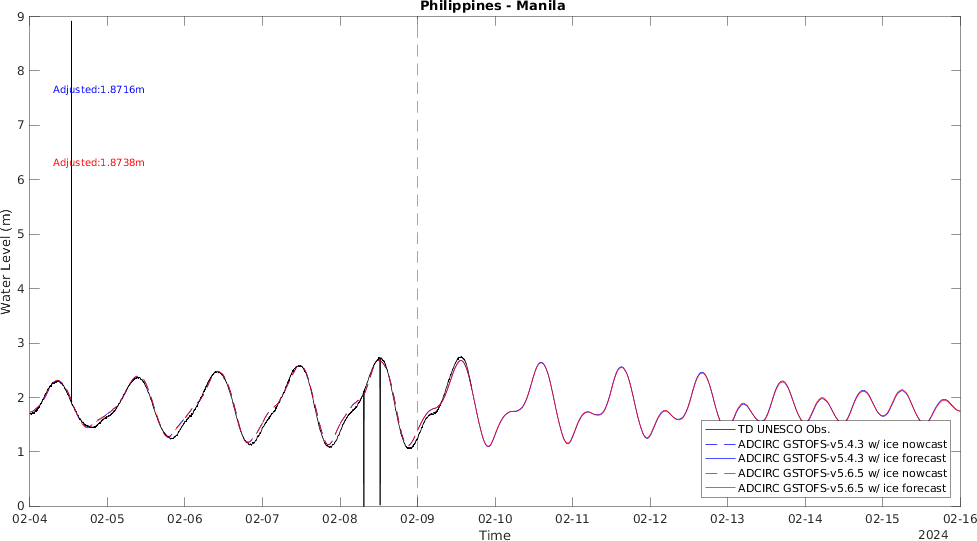 Philippines - Manila
9
8
7
6
5
4
3
2
1
0
Water Level (m)
Adjusted:1.8716m
Adjusted:1.8738m
TD UNESCO Obs.
ADCIRC GSTOFS-v5.4.3 w/ ice nowcast
ADCIRC GSTOFS-v5.4.3 w/ ice forecast
ADCIRC GSTOFS-v5.6.5 w/ ice nowcast
ADCIRC GSTOFS-v5.6.5 w/ ice forecast
02-04 02-05 02-06 02-07 02-08 02-09 02-10 02-11 02-12 02-13 02-14 02-15 02-16
Time
2024